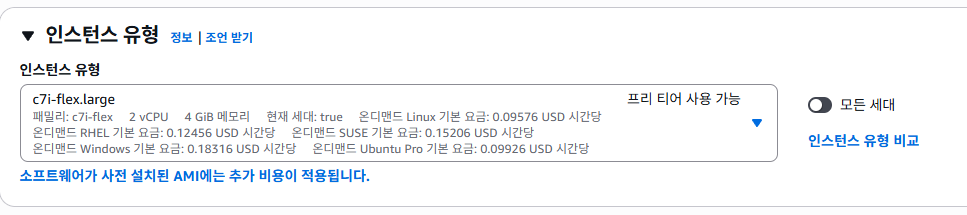 인스턴스 유형 정보 | 조언 받기
인스턴스 유형
c7i-flex.large 프리 티어 사용 가능
패밀리: c7i-flex 2 vCPU 4 GiB 메모리 현재 세대: true 온디맨드 Linux 기본 요금: 0.09576 USD 시간당
온디맨드 RHEL 기본 요금: 0.12456 USD 시간당 온디맨드 SUSE 기본 요금: 0.15206 USD 시간당
온디맨드 Windows 기본 요금: 0.18316 USD 시간당 온디맨드 Ubuntu Pro 기본 요금: 0.09926 USD 시간당
모든 세대
인스턴스 유형 비교
소프트웨어가 사전 설치된 AMI에는 추가 비용이 적용됩니다.